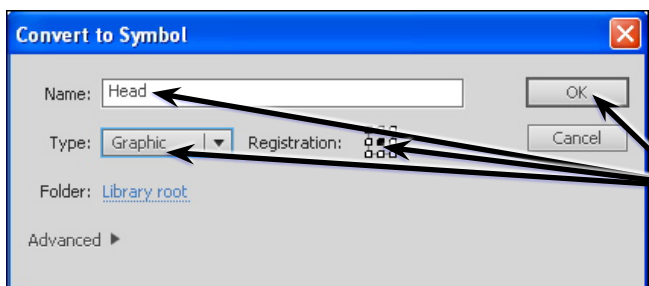 Convert to Symbol
Name: Head OK
Type: Graphic Registration: Cancel
Folder: Library root
Advanced